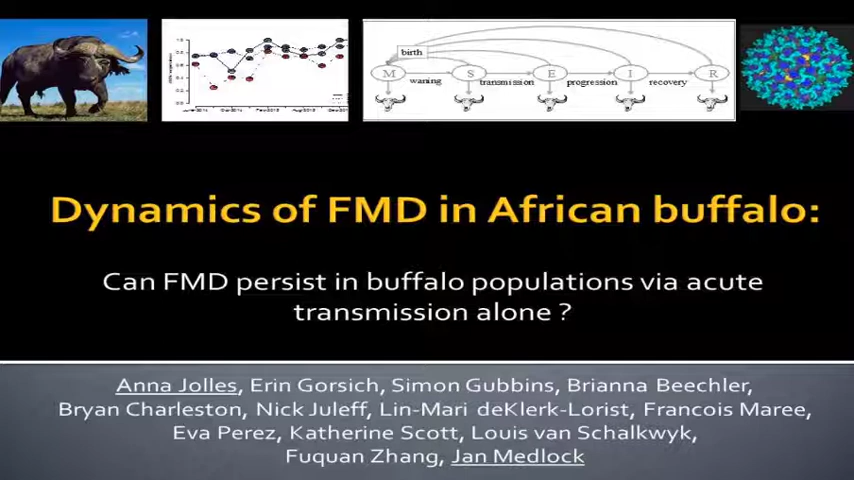 birth
M
S
E
I
R
waning
transmission
progression
recovery
Dynamics of FMD in African buffalo:
Can FMD persist in buffalo populations via acute
transmission alone ?
Anna Jolles, Erin Gorsich, Simon Gubbins, Brianna Beechler,
Bryan Charleston, Nick Juleff, Lin-Mari deKlerk-Lorist, Francois Maree,
Eva Perez, Katherine Scott, Louis van Schalkwyk,
Fuquan Zhang, Jan Medlock